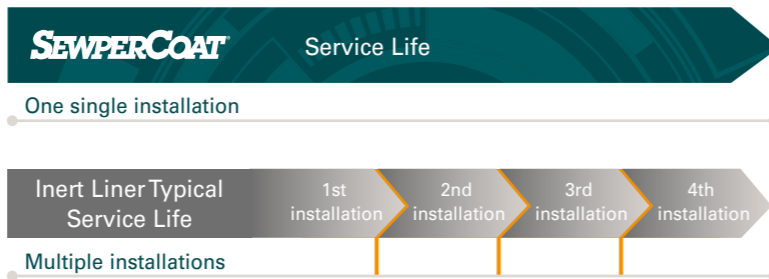 SEWPERCOAT Service Life
One single installation
Inert Liner Typical
Service Life
1st
installation
2nd
installation
3rd
installation
4th
installation
Multiple installations